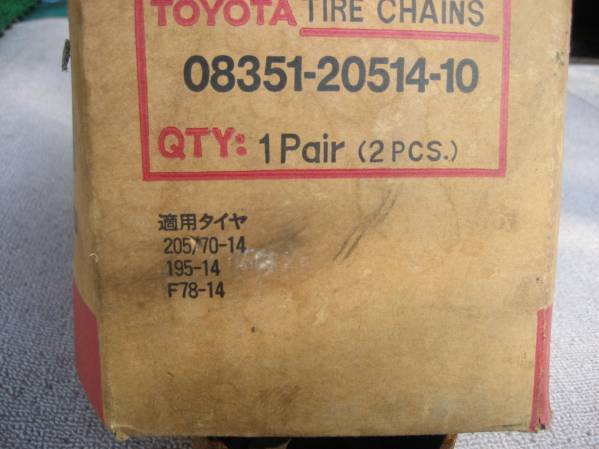 TOYOTA TIRE CHAINS
08351-20514-10
QTY: 1 Pair (2 PCS.)
適用タイヤ
205/70-14
195-14
F78-14